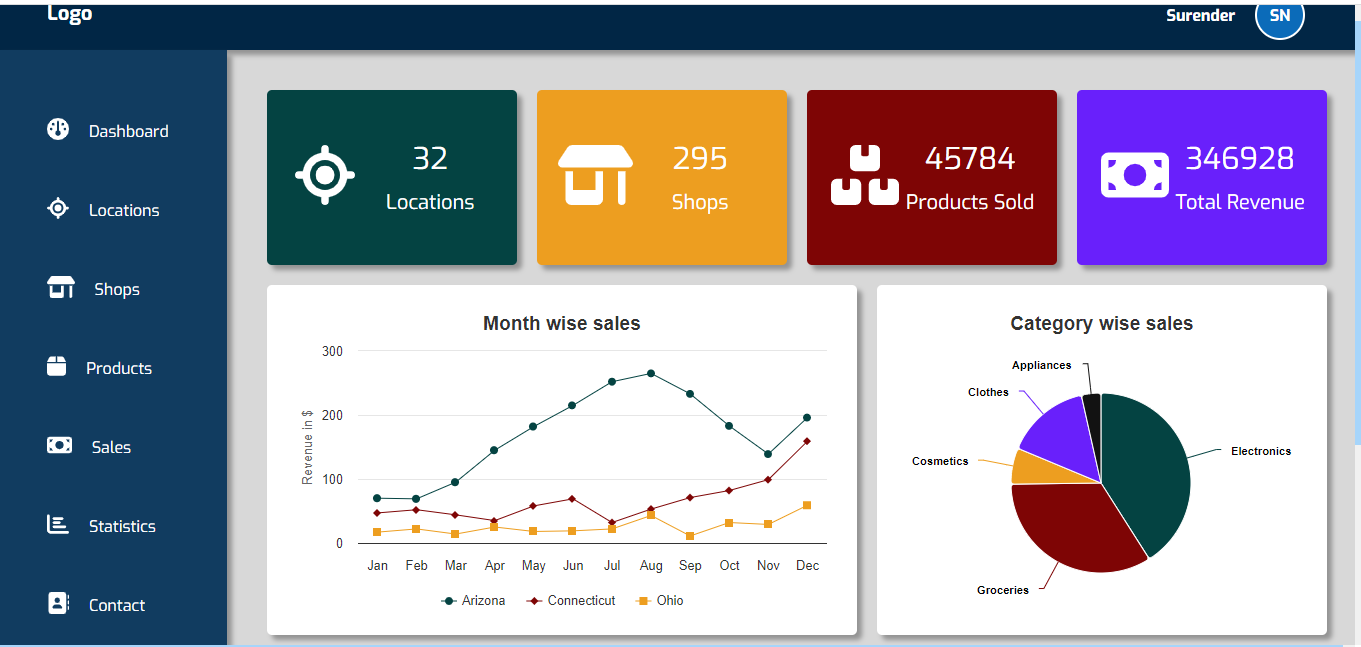 Logo
Surender
SN
Dashboard
Locations
Shops
Products
Sales
Statistics
Contact
32
Locations
295
Shops
45784
Products Sold
346928
Total Revenue
Month wise sales
Revenue in $
300
200
100
0
Jan Feb Mar Apr May Jun Jul Aug Sep Oct Nov Dec
Arizona Connecticut Ohio
Category wise sales
Appliances
Clothes
Electronics
Cosmetics
Groceries